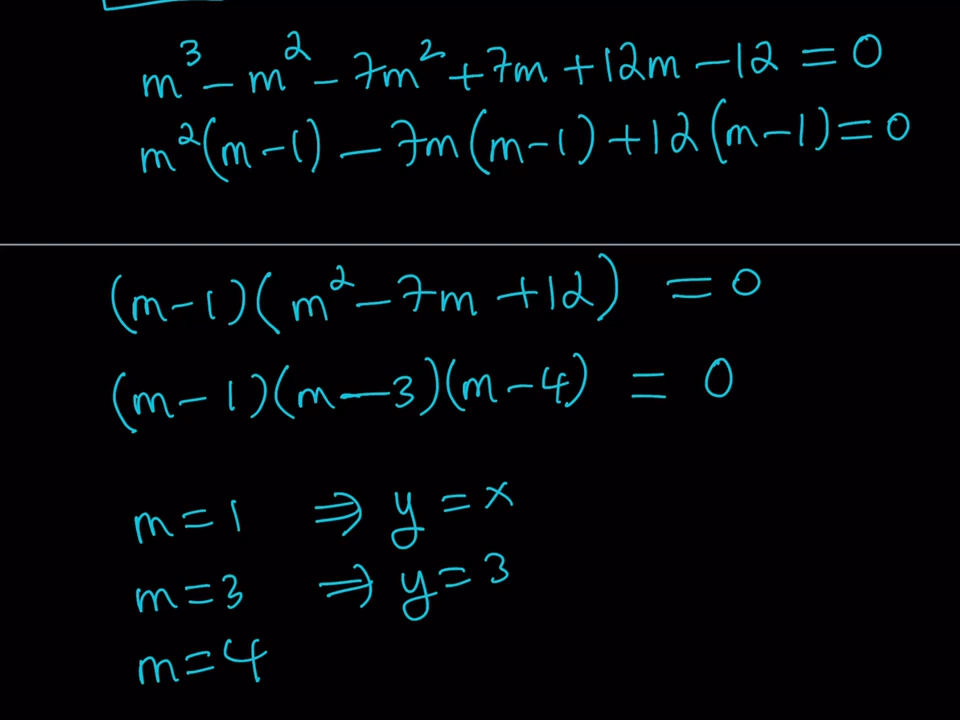 m³ − m² − 7m² + 7m + 12m − 12 = 0
m²(m − 1) − 7m(m − 1) + 12(m − 1) = 0
(m − 1)(m² − 7m + 12) = 0
(m − 1)(m − 3)(m − 4) = 0
m = 1 ⇒ y = x
m = 3 ⇒ y = 3
m = 4